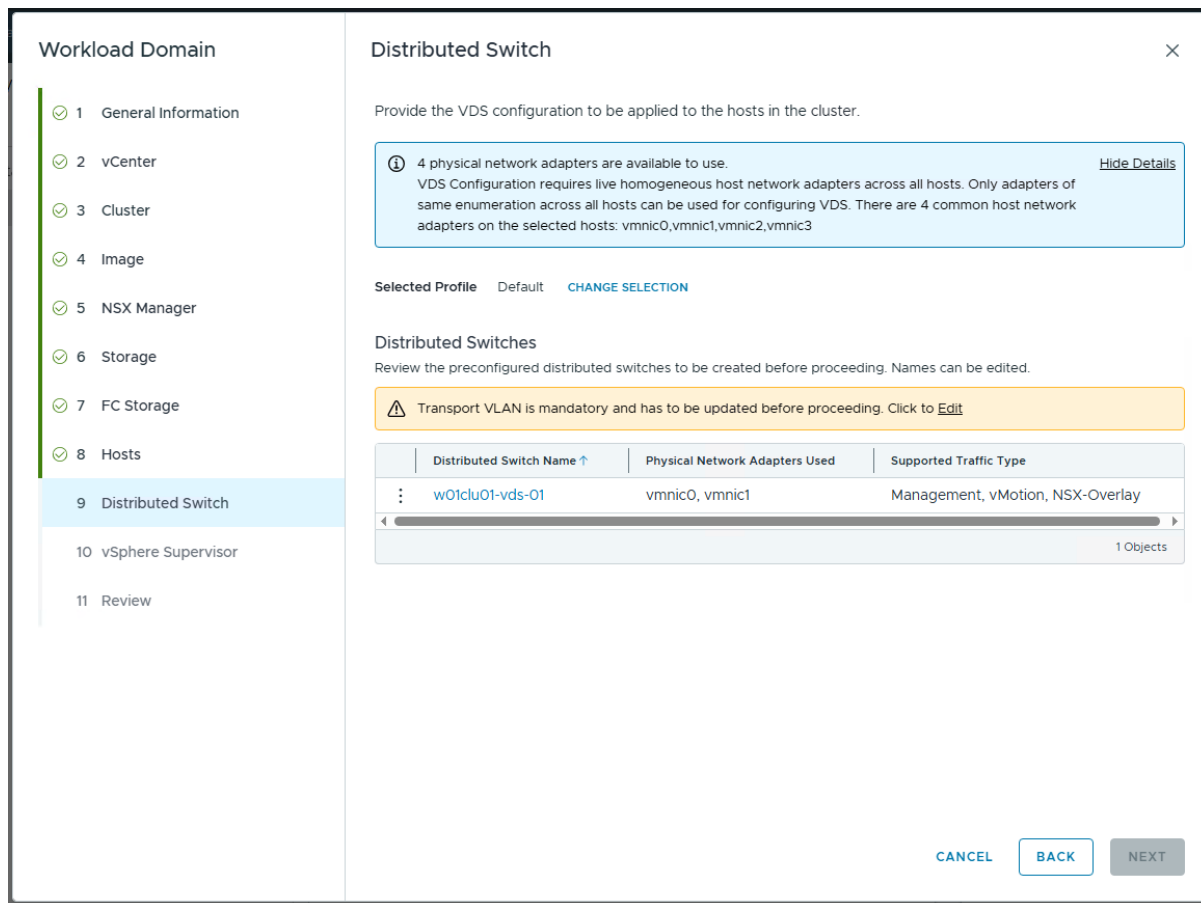 Workload Domain
1 General Information
2 vCenter
3 Cluster
4 Image
5 NSX Manager
6 Storage
7 FC Storage
8 Hosts
9 Distributed Switch
10 vSphere Supervisor
11 Review
Distributed Switch
Provide the VDS configuration to be applied to the hosts in the cluster.
4 physical network adapters are available to use.
Hide Details
VDS Configuration requires live homogeneous host network adapters across all hosts. Only adapters of
same enumeration across all hosts can be used for configuring VDS. There are 4 common host network
adapters on the selected hosts: vmnic0,vmnic1,vmnic2,vmnic3
Selected Profile Default CHANGE SELECTION
Distributed Switches
Review the preconfigured distributed switches to be created before proceeding. Names can be edited.
Transport VLAN is mandatory and has to be updated before proceeding. Click to Edit
Distributed Switch Name Physical Network Adapters Used Supported Traffic Type
w01clu01-vds-01 vmnic0, vmnic1 Management, vMotion, NSX-Overlay
1 Objects
CANCEL BACK NEXT